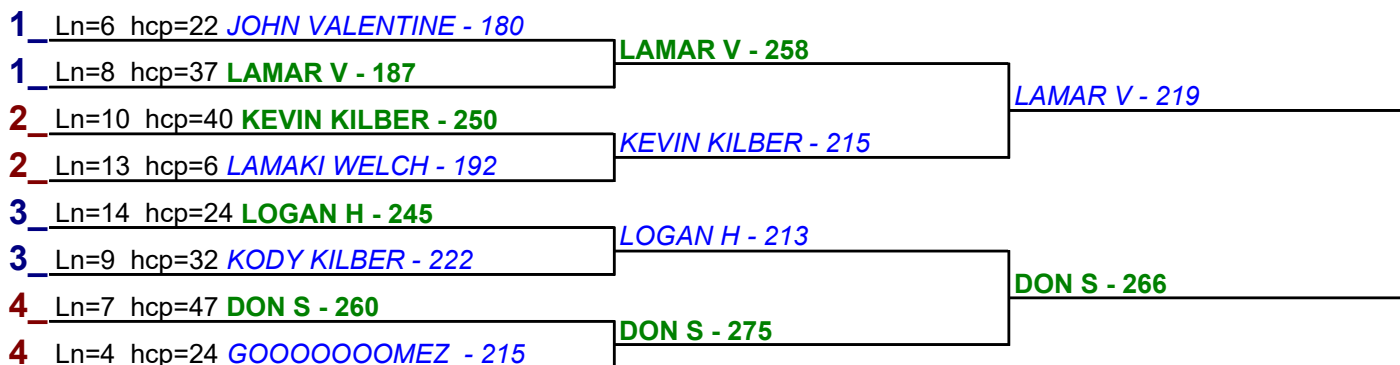 1_ Ln=6 hcp=22 JOHN VALENTINE - 180
LAMAR V - 258
1_ Ln=8 hcp=37 LAMAR V - 187
LAMAR V - 219
2_ Ln=10 hcp=40 KEVIN KILBER - 250
KEVIN KILBER - 215
2_ Ln=13 hcp=6 LAMAKI WELCH - 192
3_ Ln=14 hcp=24 LOGAN H - 245
LOGAN H - 213
3_ Ln=9 hcp=32 KODY KILBER - 222
DON S - 266
4_ Ln=7 hcp=47 DON S - 260
DON S - 275
4 Ln=4 hcp=24 GOOOOOOOMEZ - 215